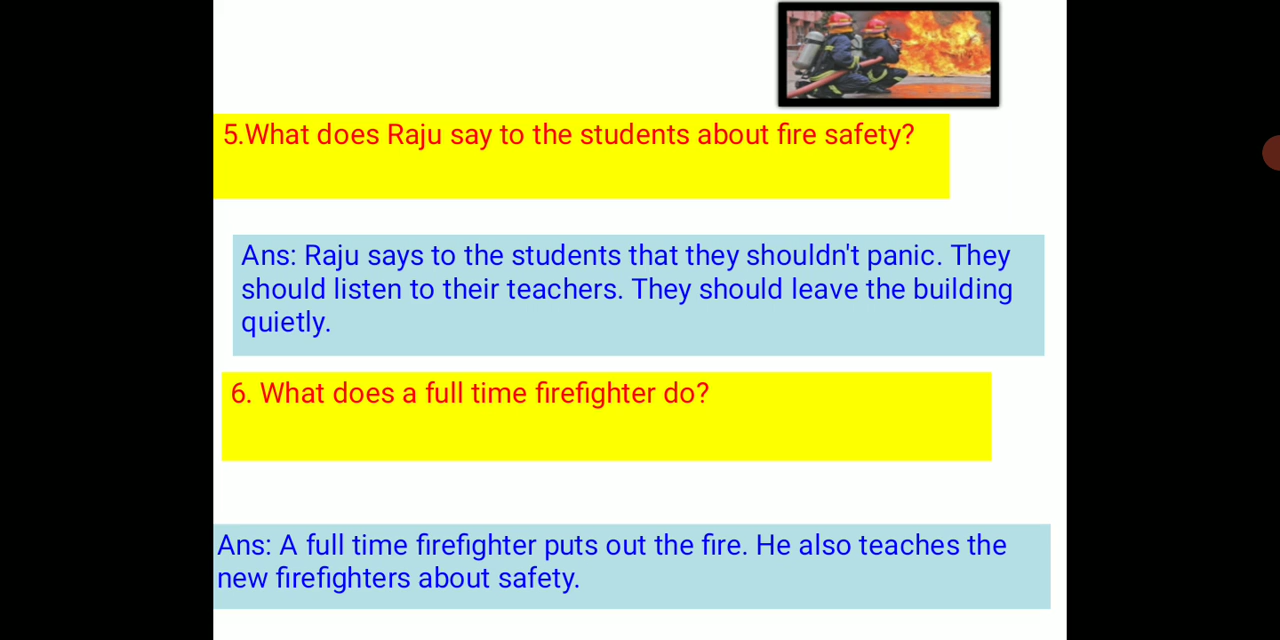 5.What does Raju say to the students about fire safety?
Ans: Raju says to the students that they shouldn't panic. They
should listen to their teachers. They should leave the building
quietly.
6. What does a full time firefighter do?
Ans: A full time firefighter puts out the fire. He also teaches the
new firefighters about safety.